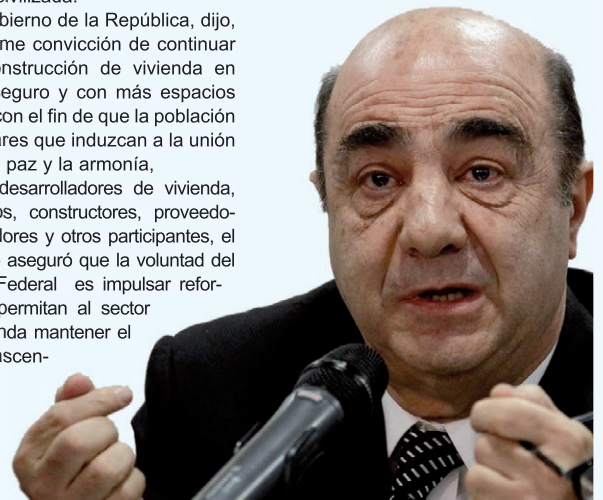 bierno de la República, dijo,
me convicción de continuar
nstrucción de vivienda en
eguro y con más espacios
con el fin de que la población
ares que induzcan a la unión
paz y la armonía,
desarrolladores de vivienda,
os, constructores, proveedo-
dores y otros participantes, el
aseguró que la voluntad del
Federal es impulsar refor-
permitan al sector
nda mantener el
ascen-